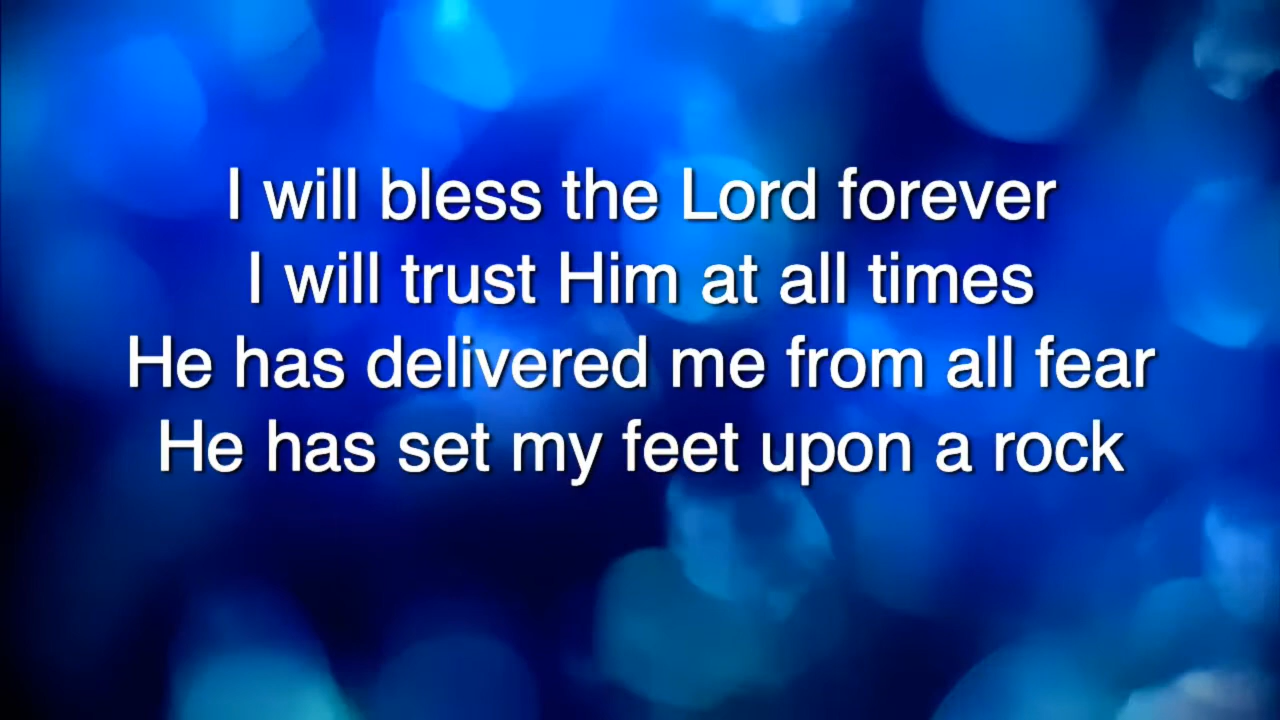 I will bless the Lord forever
I will trust Him at all times
He has delivered me from all fear
He has set my feet upon a rock